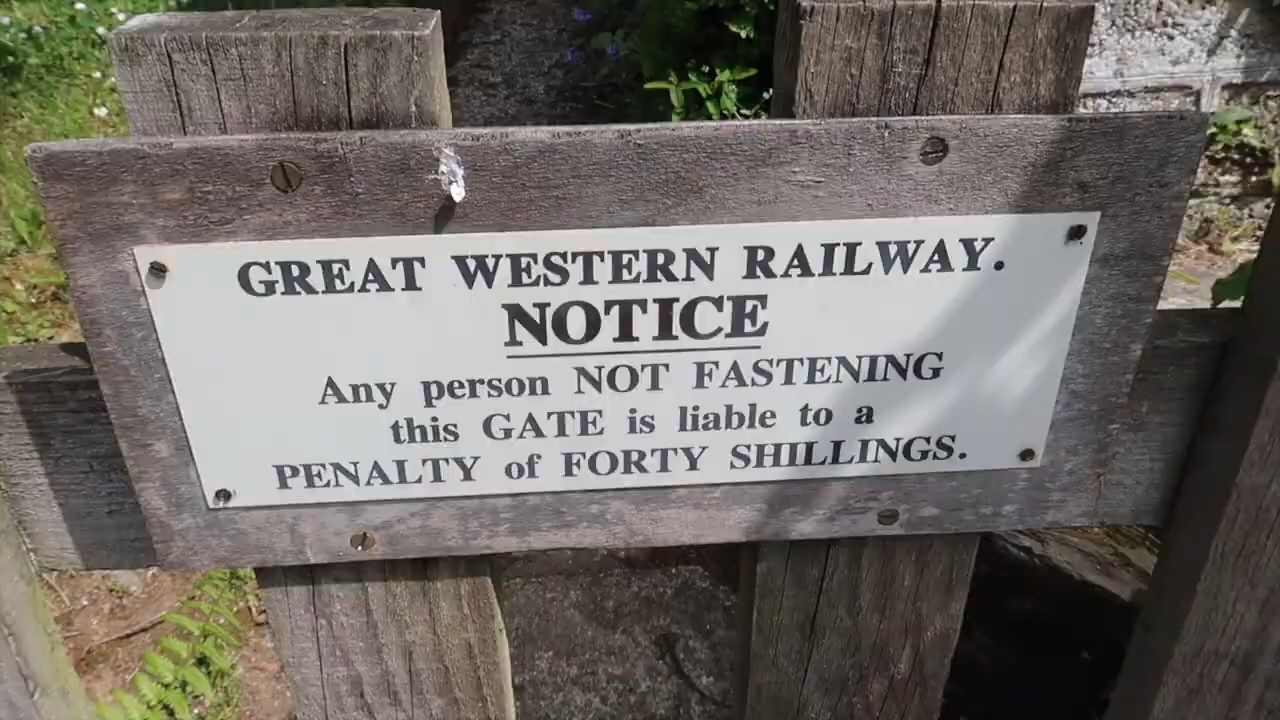 GREAT WESTERN RAILWAY.
NOTICE
Any person NOT FASTENING
this GATE is liable to a
PENALTY of FORTY SHILLINGS.